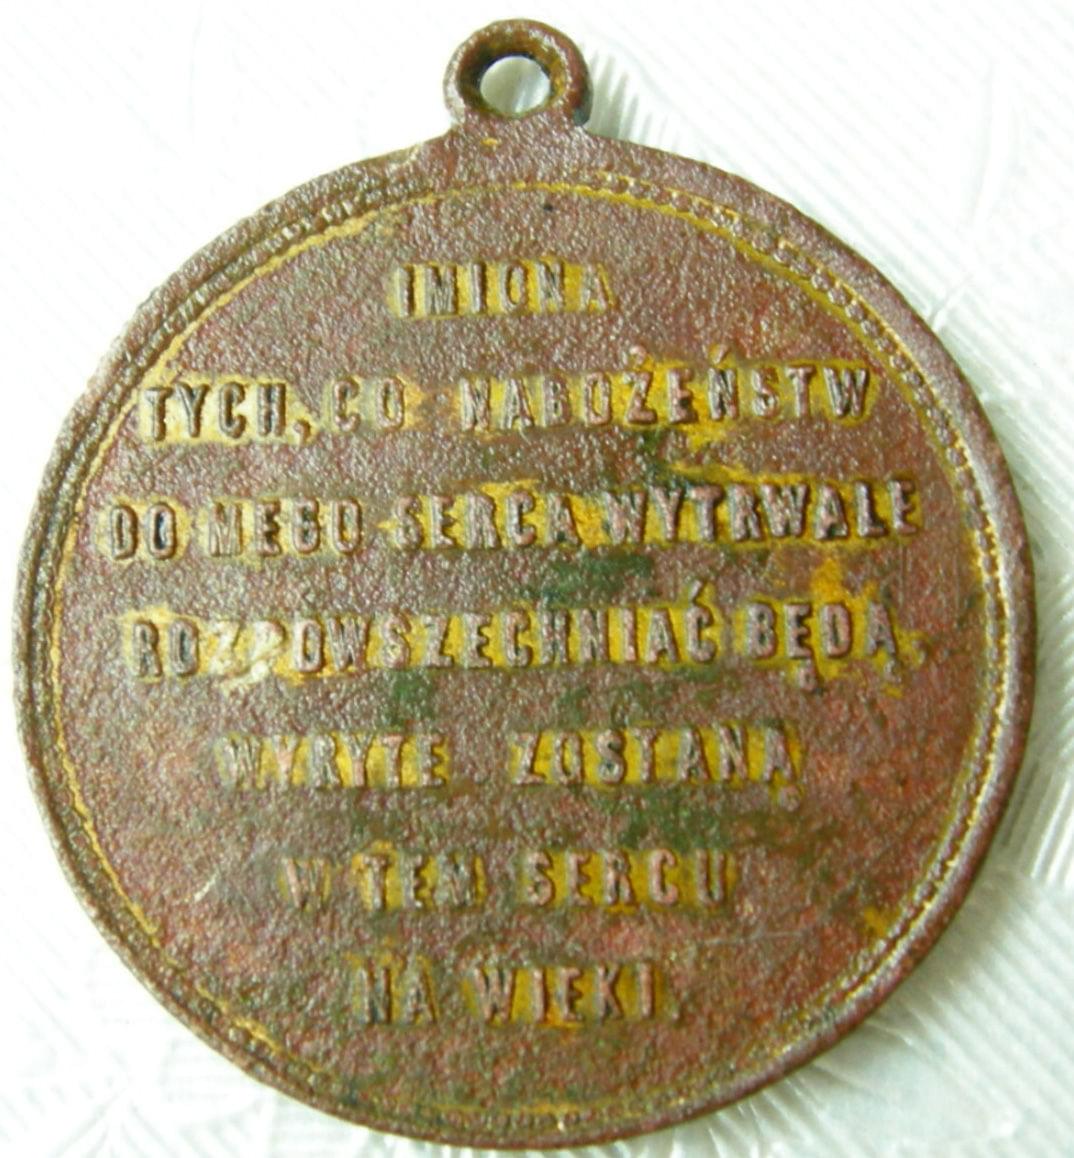 IMIONA
TYCH, CO NABOŻEŃSTW
DO MEGO SERCA WYTRWALE
ROZPOWSZECHNIAĆ BĘDĄ,
WYRYTE ZOSTANĄ
W TEM SERCU
NA WIEKI.